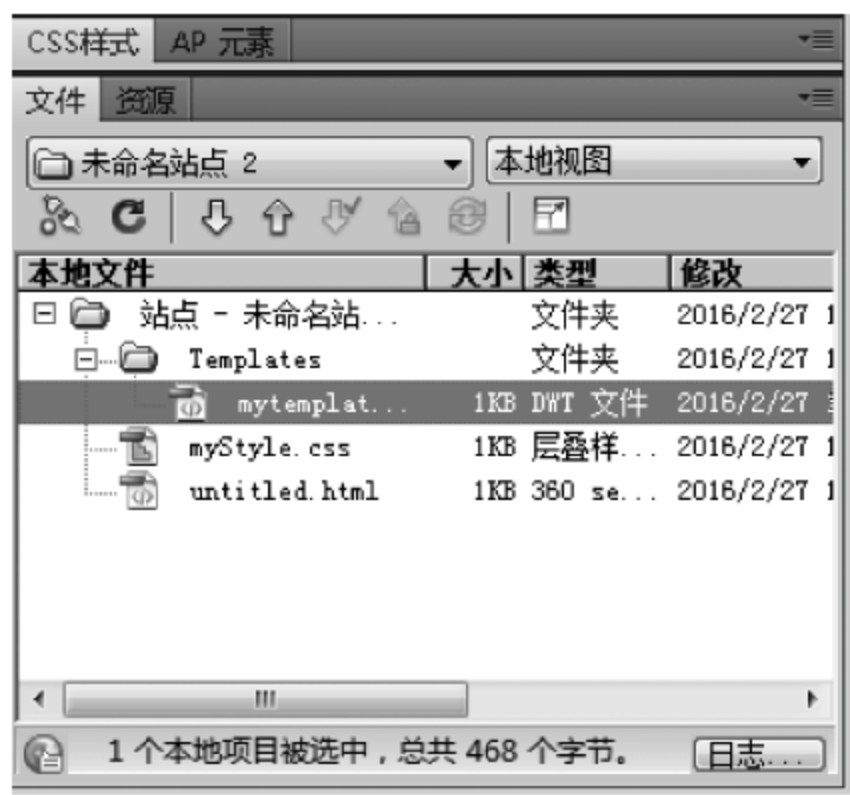 CSS样式 AP 元素
文件 资源
未命名站点 2 本地视图
本地文件 大小 类型 修改
站点 - 未命名站... 文件夹 2016/2/27 1
Templates 文件夹 2016/2/27 1
mytemplat... 1KB DWT 文件 2016/2/27
myStyle.css 1KB 层叠样... 2016/2/27 1
untitled.html 1KB 360 se... 2016/2/27 1
1 个本地项目被选中，总共 468 个字节。 日志...